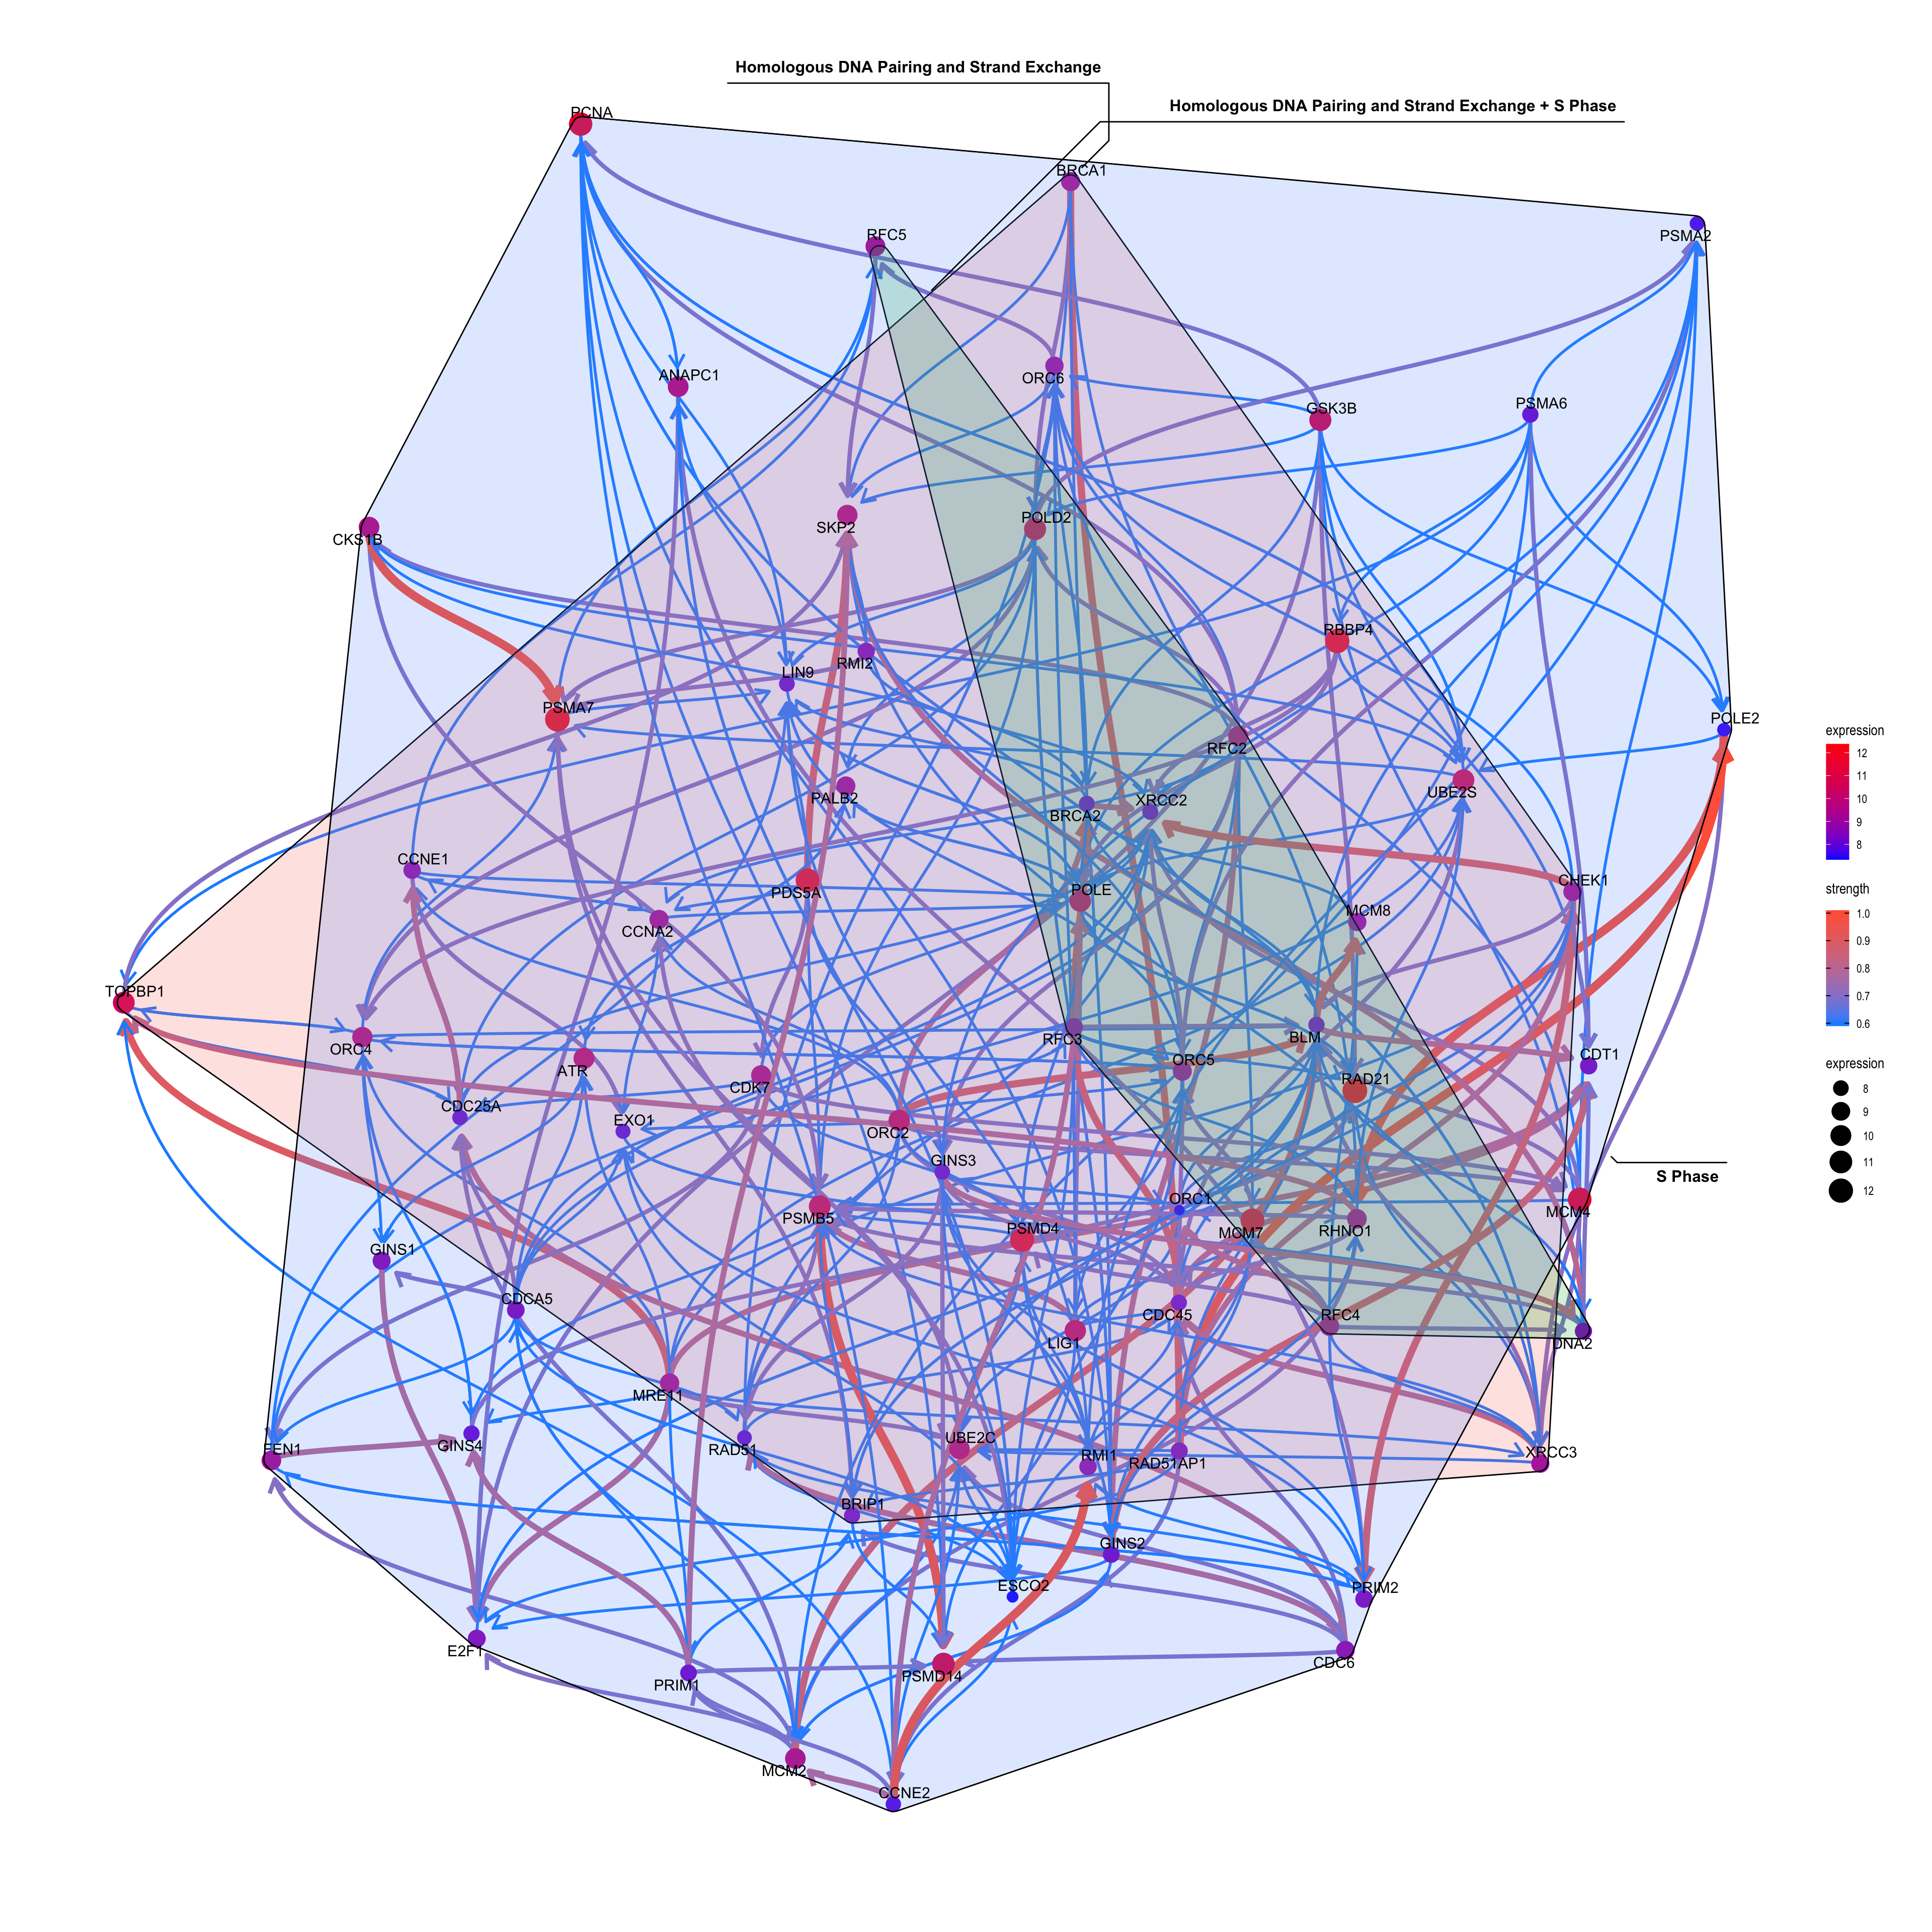 Homologous DNA Pairing and Strand Exchange
Homologous DNA Pairing and Strand Exchange + S Phase
PCNA
BRCA1
RFC5
PSMA2
ANAPC1
ORC6
GSK3B
PSMA6
CKS1B
SKP2
POLD2
RBBP4
RMI2
LIN9
PSMA7
POLE2
RFC2
expression
12
11
10
9
8
UBE2S
PALB2
XRCC2
BRCA2
CCNE1
PDS5A
POLE
CHEK1
strength
1.0
0.9
0.8
0.7
0.6
MCM8
CCNA2
TOPBP1
ORC4
RFC3
BLM
ORC5
CDT1
ATR
CDK7
RAD21
expression
8
9
10
11
12
CDC25A
EXO1
ORC2
GINS3
S Phase
ORC1
PSMB5
PSMD4
MCM7
RHNO1
MCM4
GINS1
CDCA5
CDC45
RFC4
LIG1
DNA2
MRE11
FEN1
GINS4
RAD51
UBE2C
RMI1
RAD51AP1
XRCC3
BRIP1
GINS2
ESCO2
PRIM2
E2F1
PRIM1
PSMD14
CDC6
MCM2
CCNE2